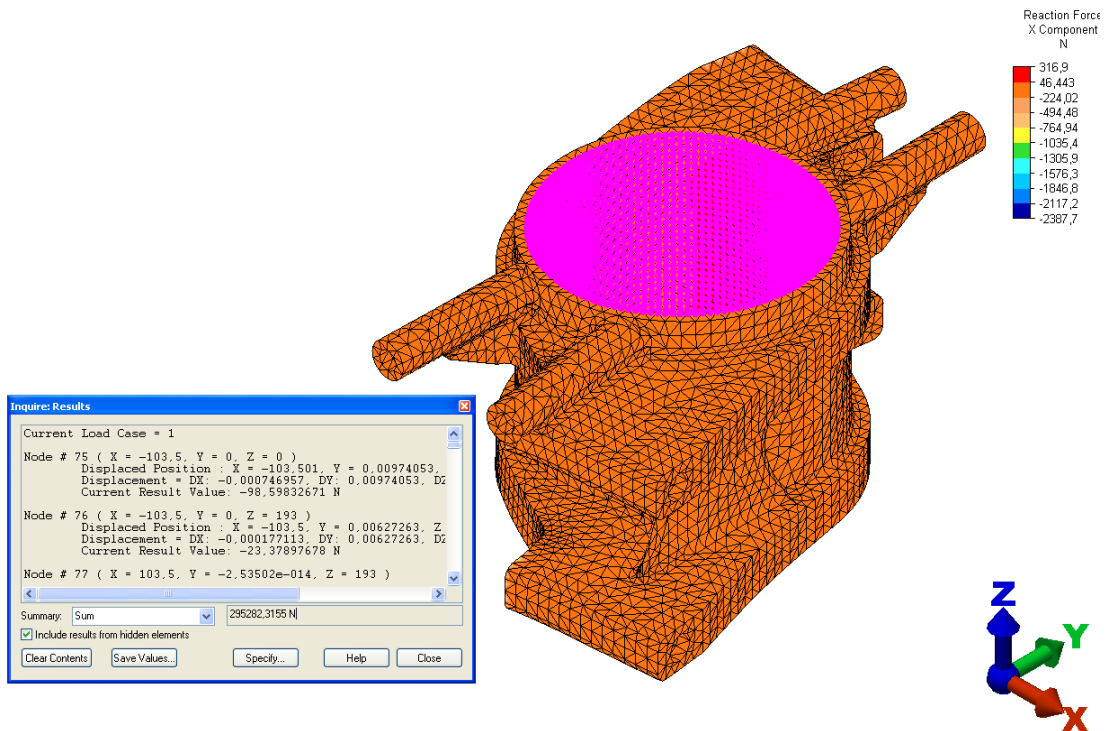 Reaction Force
X Component
N
316,9
46,443
-224,02
-494,48
-764,94
-1035,4
-1305,9
-1576,3
-1846,8
-2117,2
-2387,7
Inquire: Results
Current Load Case = 1
Node # 75 ( X = -103,5, Y = 0, Z = 0 )
Displaced Position : X = -103,501, Y = 0,00974053,
Displacement = DX: -0,000746957, DY: 0,00974053, DZ
Current Result Value: -98,59832671 N
Node # 76 ( X = -103,5, Y = 0, Z = 193 )
Displaced Position : X = -103,5, Y = 0,00627263, Z
Displacement = DX: -0,000177113, DY: 0,00627263, DZ
Current Result Value: -23,37897678 N
Node # 77 ( X = 103,5, Y = -2,53502e-014, Z = 193 )
Summary: Sum 295282,3155 N
Include results from hidden elements
Clear Contents Save Values... Specify... Help Close
Z
Y
X